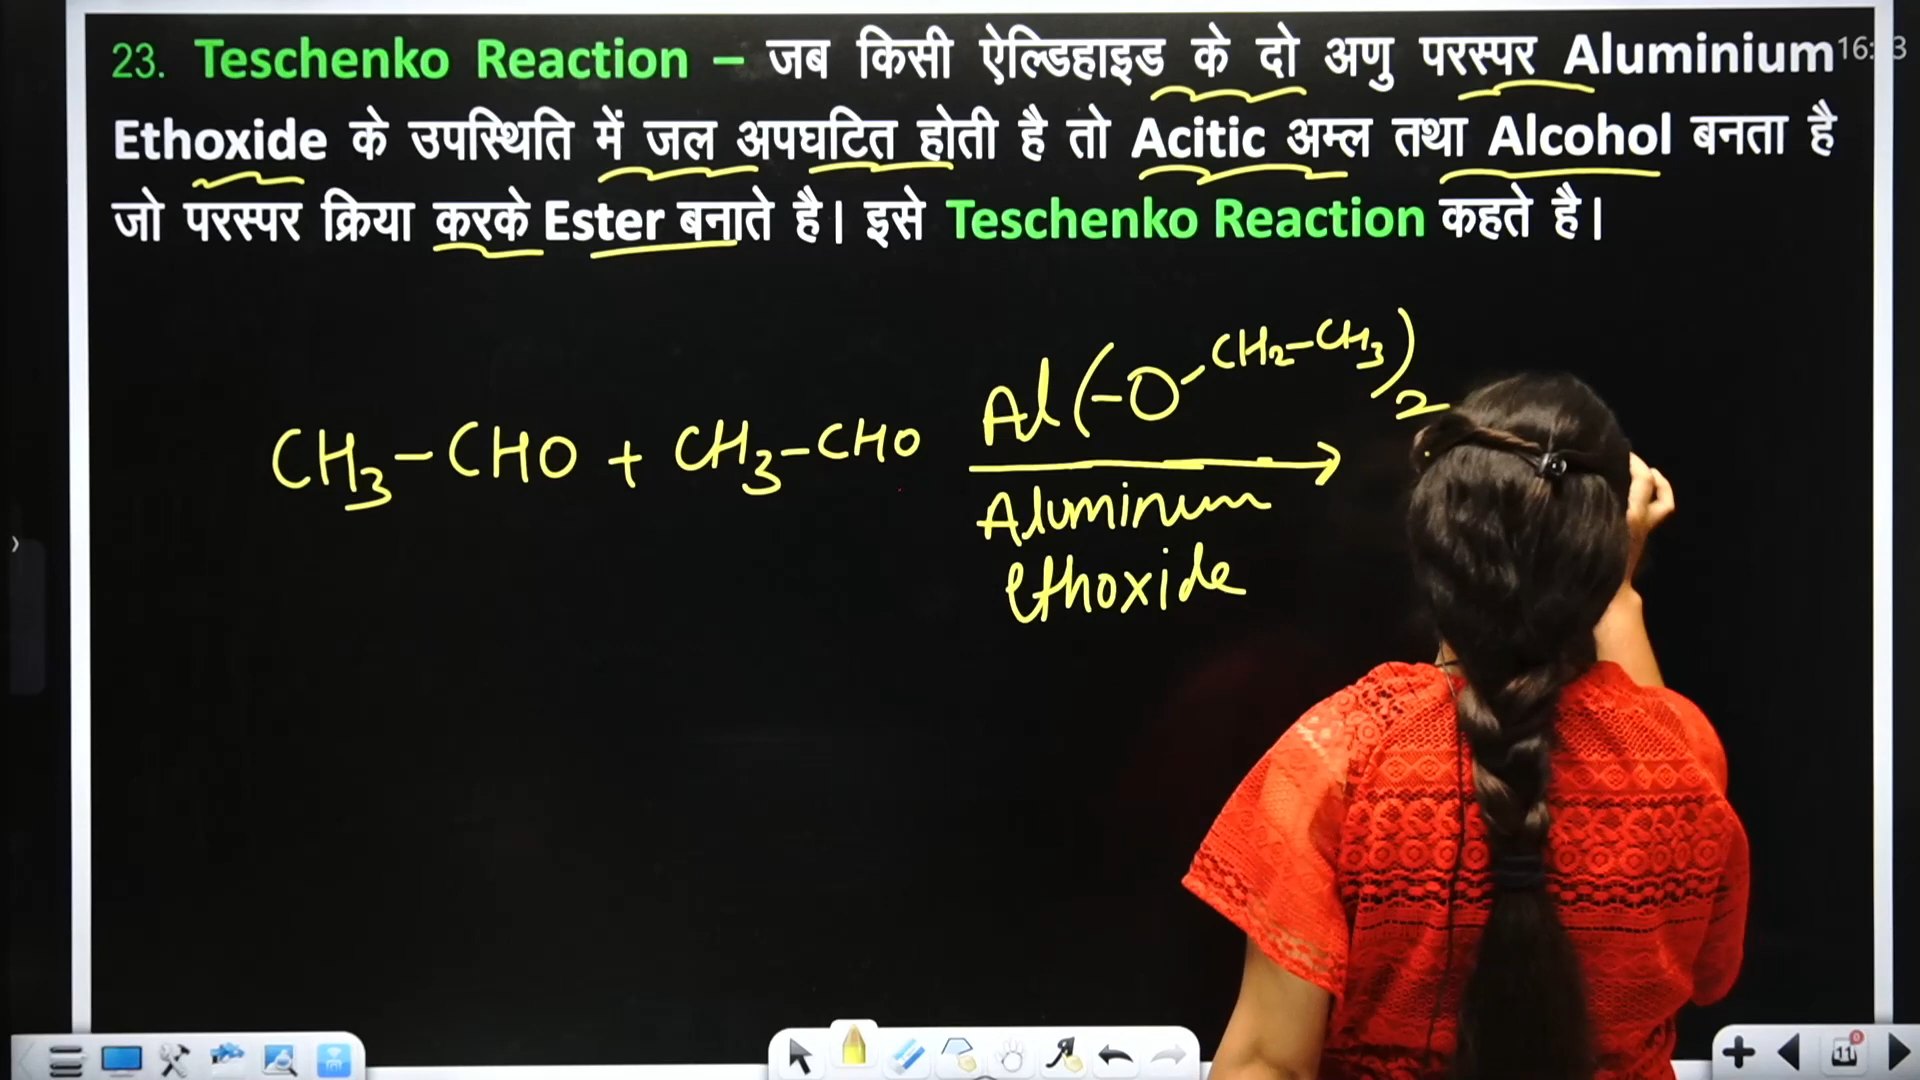 23. Teschenko Reaction – जब किसी ऐल्डिहाइड के दो अणु परस्पर Aluminium
Ethoxide के उपस्थिति में जल अपघटित होती है तो Acitic अम्ल तथा Alcohol बनता है
जो परस्पर क्रिया करके Ester बनाते है। इसे Teschenko Reaction कहते है।
Al(-O-CH2-CH3)2
CH3-CHO + CH3-CHO →
Aluminum
ethoxide
11